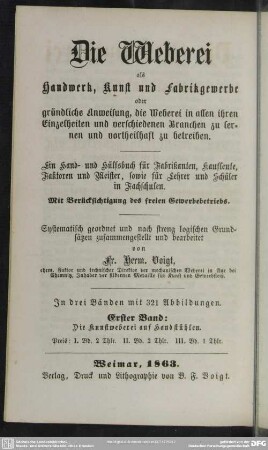 Die Weberei
als
Handwerk, Kunst und Fabrikgewerbe
oder
gründliche Anweisung, die Weberei in allen ihren
Einzelheiten und verschiedenen Branchen zu ler-
nen und vortheilhaft zu betreiben.
Ein Hand- und Hülfsbuch für Fabrikanten, Kaufleute,
Faktoren und Meister, sowie für Lehrer und Schüler
in Fachschulen.
Mit Berücksichtigung des freien Gewerbebetriebs.
Systematisch geordnet und nach streng logischen Grund-
sätzen zusammengestellt und bearbeitet
von
Fr. Herm. Voigt,
In drei Bänden mit 321 Abbildungen.
Erster Band:
Die Kunstweberei auf Handstühlen.
Preis: I. Bd. 2 Thlr. II. Bd. 2 Thlr. III. Bd. 1 Thlr.
Weimar, 1863.
Verlag, Druck und Lithographie von B. F. Voigt.